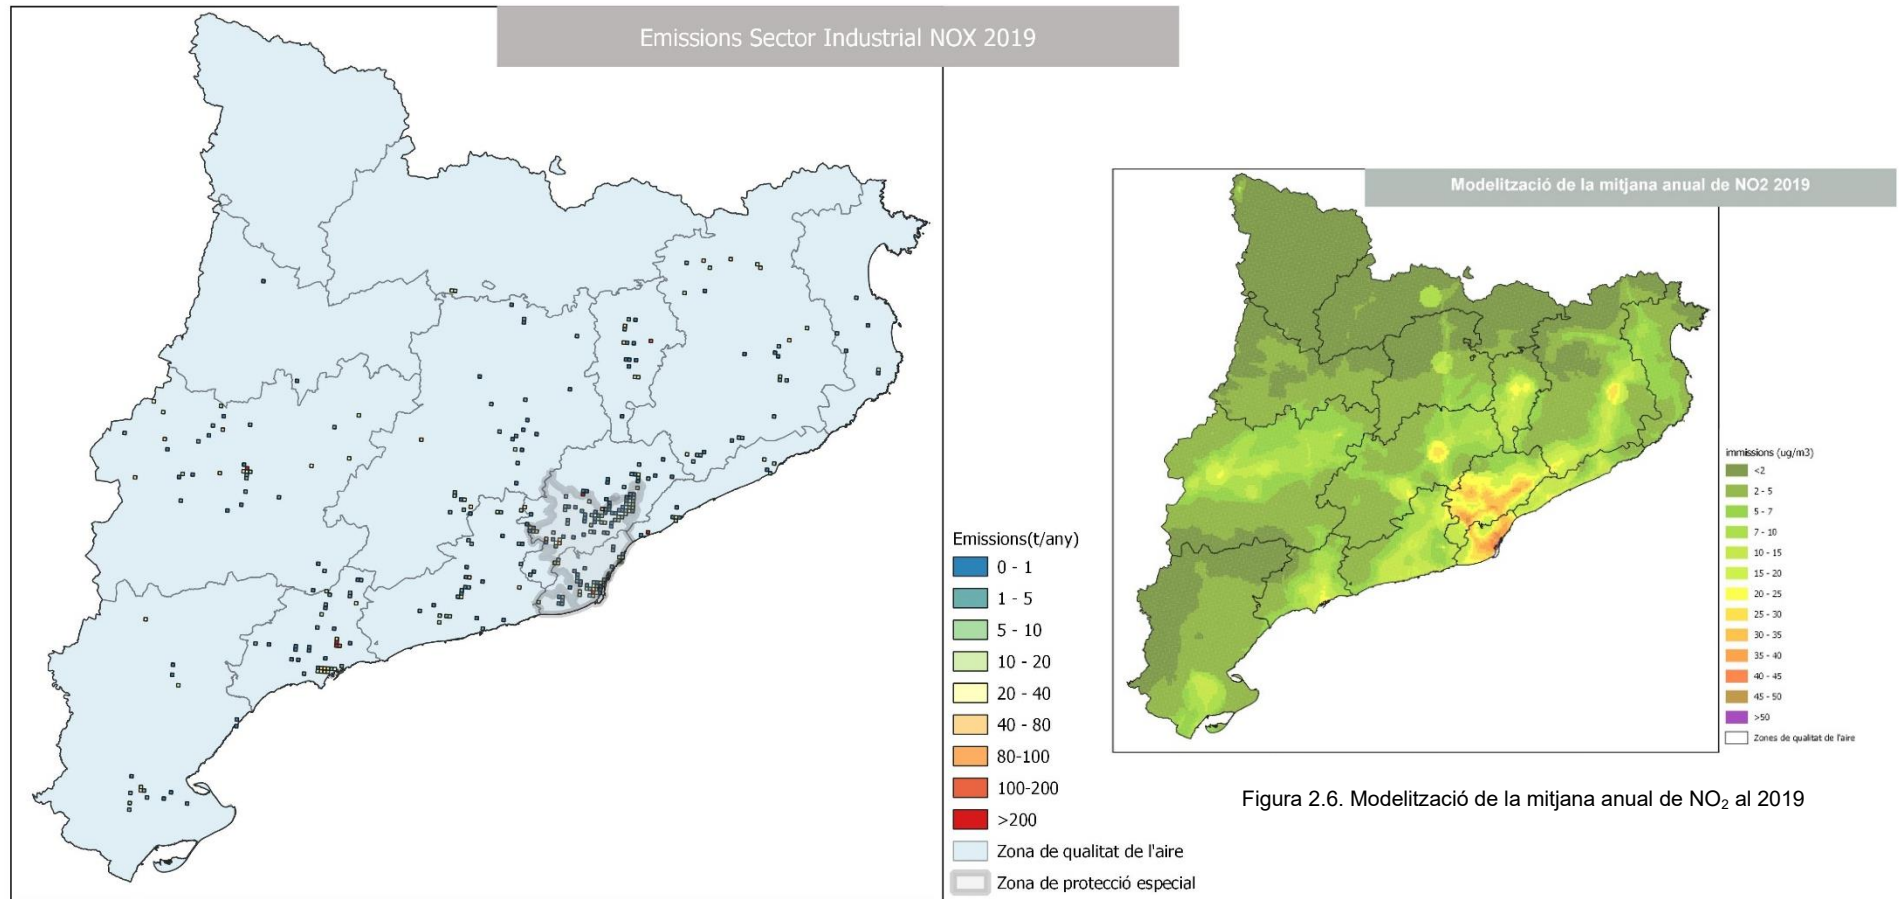 Emissions Sector Industrial NOX 2019
Emissions(t/any)
0 - 1
1 - 5
5 - 10
10 - 20
20 - 40
40 - 80
80-100
100-200
>200
Zona de qualitat de l'aire
Zona de protecció especial
Modelització de la mitjana anual de NO2 2019
immissions (ug/m3)
<2
2 - 5
5 - 7
7 - 10
10 - 15
15 - 20
20 - 25
25 - 30
30 - 35
35 - 40
40 - 45
45 - 50
>50
Zones de qualitat de l'aire
Figura 2.6. Modelització de la mitjana anual de NO₂ al 2019